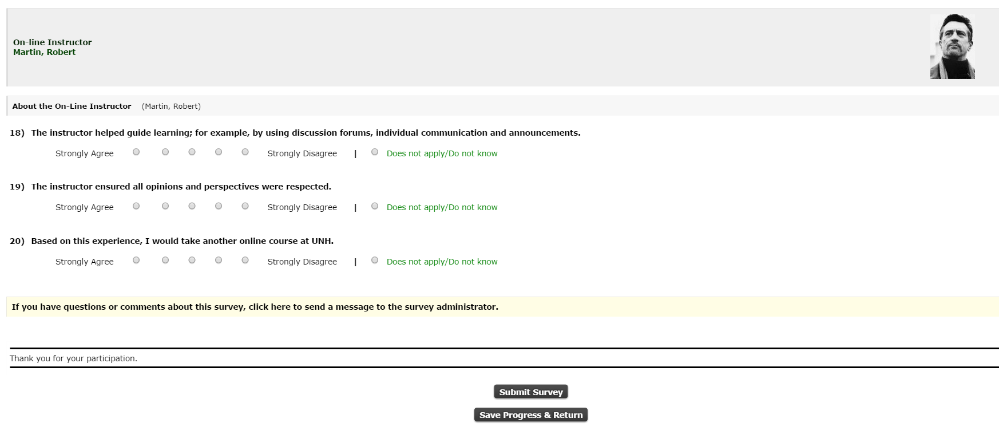 On-line Instructor
Martin, Robert
About the On-Line Instructor (Martin, Robert)
18) The instructor helped guide learning; for example, by using discussion forums, individual communication and announcements.
Strongly Agree Strongly Disagree | Does not apply/Do not know
19) The instructor ensured all opinions and perspectives were respected.
Strongly Agree Strongly Disagree | Does not apply/Do not know
20) Based on this experience, I would take another online course at UNH.
Strongly Agree Strongly Disagree | Does not apply/Do not know
If you have questions or comments about this survey, click here to send a message to the survey administrator.
Thank you for your participation.
Submit Survey
Save Progress & Return